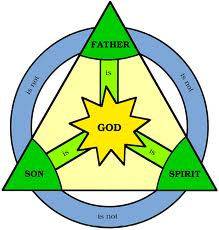 FATHER
is not
is
is not
GOD
is
is
SON
SPIRIT
is not